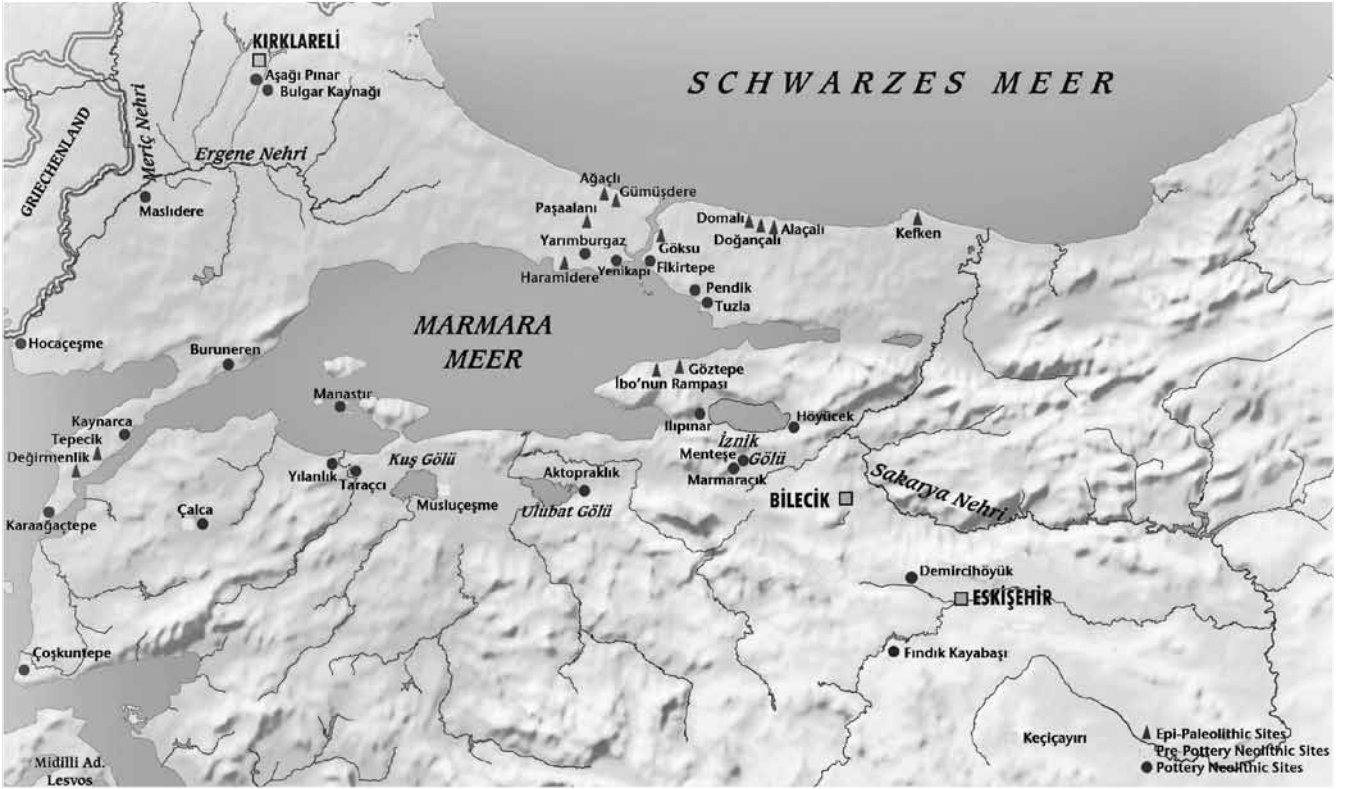 KIRKLARELİ
Aşağı Pınar
Bulgar Kaynağı
SCHWARZES MEER
GRIECHENLAND
Meriç Nehri
Ergene Nehri
Maslıdere
Ağaçlı
Gümüşdere
Paşaalanı
Domalı
Alaçalı
Doğançalı
Kefken
Yarımburgaz
Göksu
Haramidere
Yenikapı
Fikirtepe
Pendik
Tuzla
MARMARA
MEER
Hocaçeşme
Buruneren
Göztepe
İbo'nun Rampası
Manastır
Kaynarca
Tepecik
Değirmenlik
Ilıpınar
Höyücek
İznik
Gölü
Menteşe
Marmaracık
Yılanlık
Taraçcı
Kuş Gölü
Musluçeşme
Aktopraklık
Ulubat Gölü
BİLECİK
Sakarya Nehri
Karaağaçtepe
Çalca
Demircihöyük
ESKİŞEHİR
Çoşkuntepe
Fındık Kayabaşı
Keçiçayırı
Midilli Ad.
Lesvos
Epi-Paleolithic Sites
Pre-Pottery Neolithic Sites
Pottery Neolithic Sites